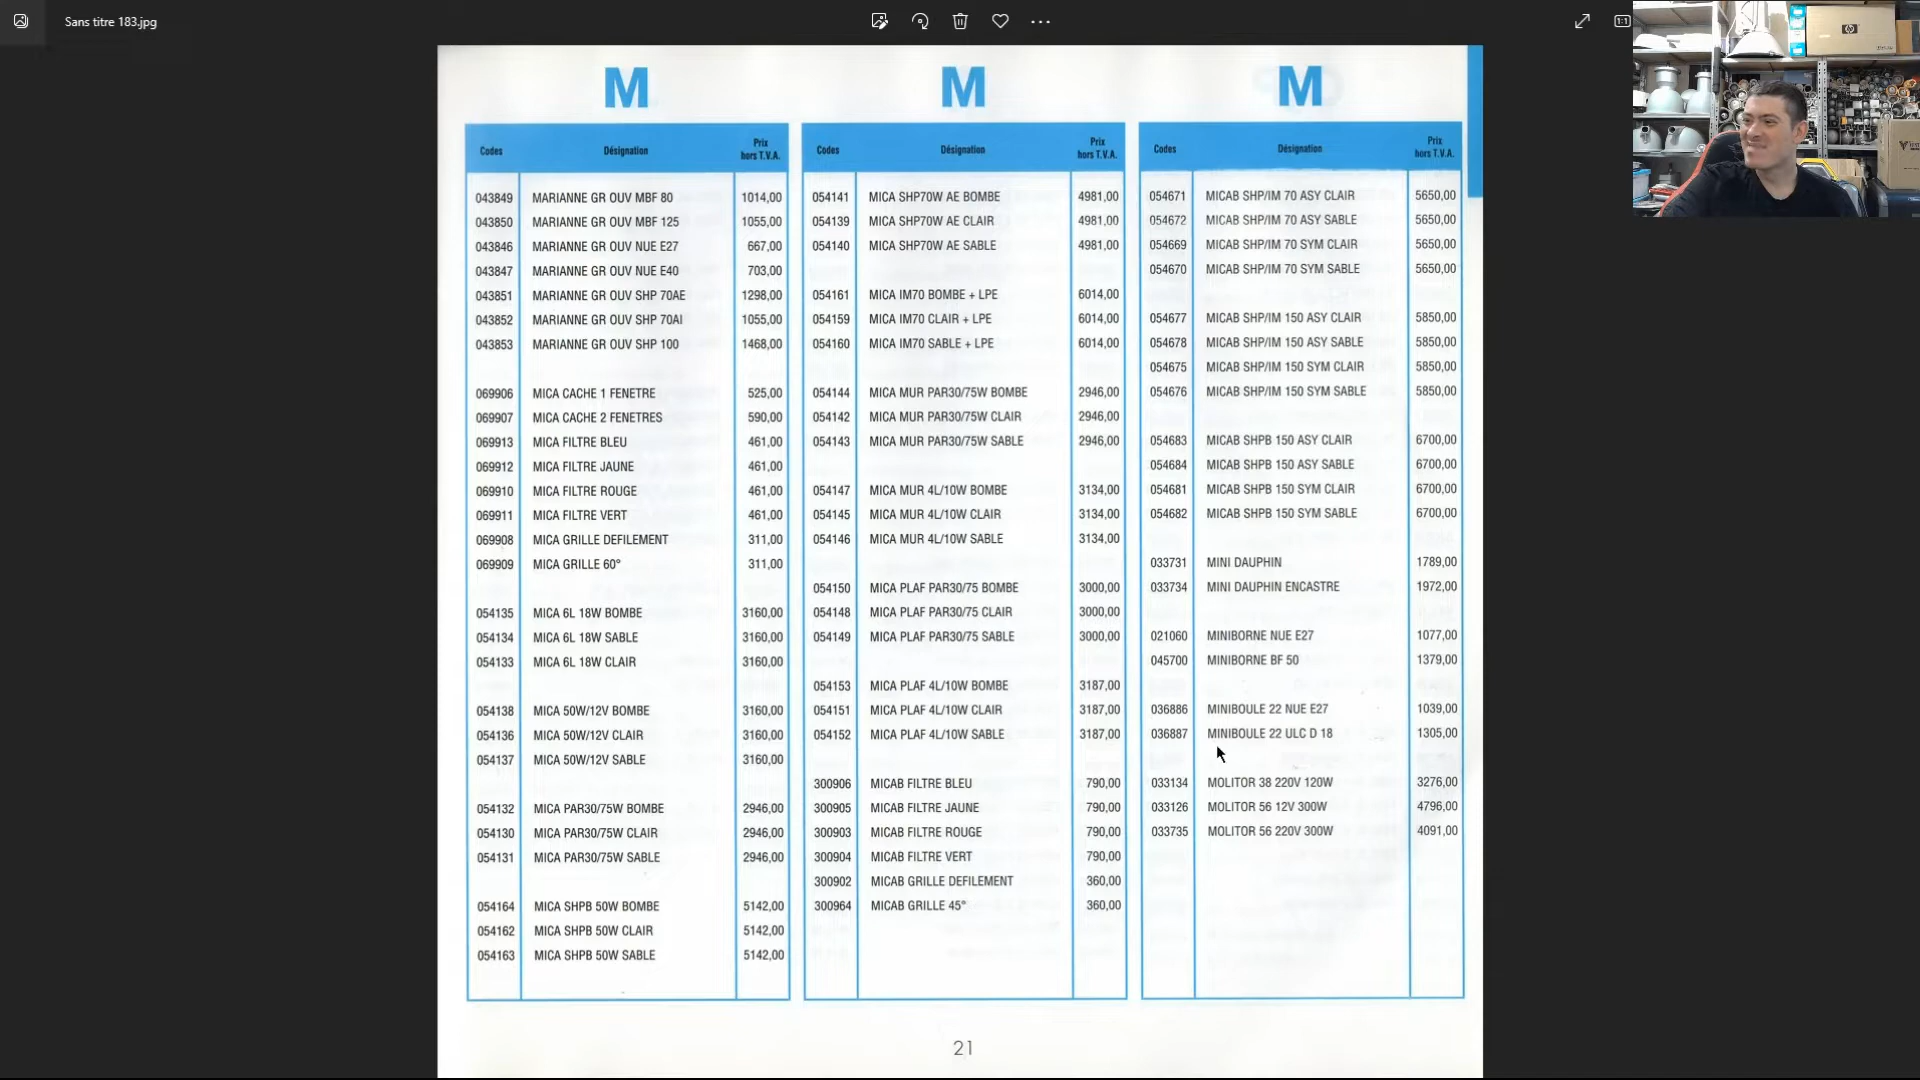 Sans titre 183.jpg
M
Codes Désignation Prix hors T.V.A.
043849 MARIANNE GR OUV MBF 80 1014,00
043850 MARIANNE GR OUV MBF 125 1055,00
043846 MARIANNE GR OUV NUE E27 667,00
043847 MARIANNE GR OUV NUE E40 703,00
043851 MARIANNE GR OUV SHP 70AE 1298,00
043852 MARIANNE GR OUV SHP 70AI 1055,00
043853 MARIANNE GR OUV SHP 100 1468,00
069906 MICA CACHE 1 FENETRE 525,00
069907 MICA CACHE 2 FENETRES 590,00
069913 MICA FILTRE BLEU 461,00
069912 MICA FILTRE JAUNE 461,00
069910 MICA FILTRE ROUGE 461,00
069911 MICA FILTRE VERT 461,00
069908 MICA GRILLE DEFILEMENT 311,00
069909 MICA GRILLE 60° 311,00
054135 MICA 6L 18W BOMBE 3160,00
054134 MICA 6L 18W SABLE 3160,00
054133 MICA 6L 18W CLAIR 3160,00
054138 MICA 50W/12V BOMBE 3160,00
054136 MICA 50W/12V CLAIR 3160,00
054137 MICA 50W/12V SABLE 3160,00
054132 MICA PAR30/75W BOMBE 2946,00
054130 MICA PAR30/75W CLAIR 2946,00
054131 MICA PAR30/75W SABLE 2946,00
054164 MICA SHPB 50W BOMBE 5142,00
054162 MICA SHPB 50W CLAIR 5142,00
054163 MICA SHPB 50W SABLE 5142,00
M
Codes Désignation Prix hors T.V.A.
054141 MICA SHP70W AE BOMBE 4981,00
054139 MICA SHP70W AE CLAIR 4981,00
054140 MICA SHP70W AE SABLE 4981,00
054161 MICA IM70 BOMBE + LPE 6014,00
054159 MICA IM70 CLAIR + LPE 6014,00
054160 MICA IM70 SABLE + LPE 6014,00
054144 MICA MUR PAR30/75W BOMBE 2946,00
054142 MICA MUR PAR30/75W CLAIR 2946,00
054143 MICA MUR PAR30/75W SABLE 2946,00
054147 MICA MUR 4L/10W BOMBE 3134,00
054145 MICA MUR 4L/10W CLAIR 3134,00
054146 MICA MUR 4L/10W SABLE 3134,00
054150 MICA PLAF PAR30/75 BOMBE 3000,00
054148 MICA PLAF PAR30/75 CLAIR 3000,00
054149 MICA PLAF PAR30/75 SABLE 3000,00
054153 MICA PLAF 4L/10W BOMBE 3187,00
054151 MICA PLAF 4L/10W CLAIR 3187,00
054152 MICA PLAF 4L/10W SABLE 3187,00
300906 MICAB FILTRE BLEU 790,00
300905 MICAB FILTRE JAUNE 790,00
300903 MICAB FILTRE ROUGE 790,00
300904 MICAB FILTRE VERT 790,00
300902 MICAB GRILLE DEFILEMENT 360,00
300964 MICAB GRILLE 45° 360,00
M
Codes Désignation Prix hors T.V.A.
054671 MICAB SHP/IM 70 ASY CLAIR 5650,00
054672 MICAB SHP/IM 70 ASY SABLE 5650,00
054669 MICAB SHP/IM 70 SYM CLAIR 5650,00
054670 MICAB SHP/IM 70 SYM SABLE 5650,00
054677 MICAB SHP/IM 150 ASY CLAIR 5850,00
054678 MICAB SHP/IM 150 ASY SABLE 5850,00
054675 MICAB SHP/IM 150 SYM CLAIR 5850,00
054676 MICAB SHP/IM 150 SYM SABLE 5850,00
054683 MICAB SHPB 150 ASY CLAIR 6700,00
054684 MICAB SHPB 150 ASY SABLE 6700,00
054681 MICAB SHPB 150 SYM CLAIR 6700,00
054682 MICAB SHPB 150 SYM SABLE 6700,00
033731 MINI DAUPHIN 1789,00
033734 MINI DAUPHIN ENCASTRE 1972,00
021060 MINIBORNE NUE E27 1077,00
045700 MINIBORNE BF 50 1379,00
036886 MINIBOULE 22 NUE E27 1039,00
036887 MINIBOULE 22 ULC D 18 1305,00
033134 MOLITOR 38 220V 120W 3276,00
033126 MOLITOR 56 12V 300W 4796,00
033735 MOLITOR 56 220V 300W 4091,00
21
1:1
hp